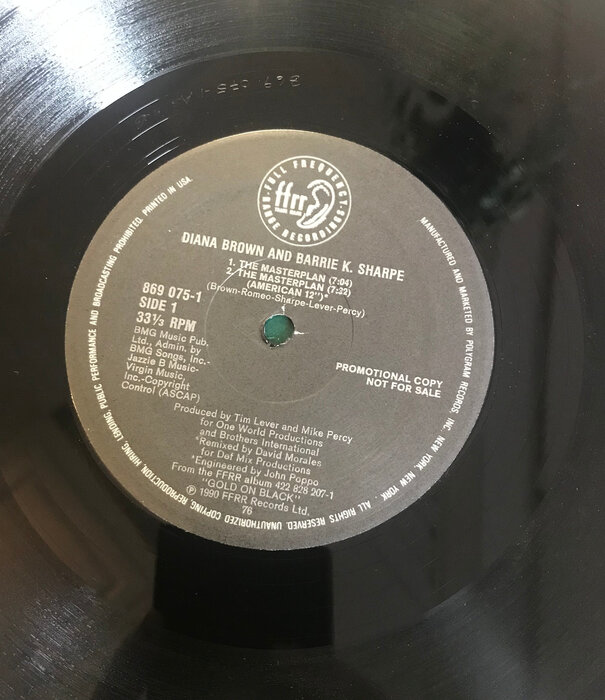 869 075-1 A
FULL FREQUENCY
RANGE RECORDINGS
ffrr
DIANA BROWN AND BARRIE K. SHARPE
1. THE MASTERPLAN (7:04)
2. THE MASTERPLAN (7:22)
(AMERICAN 12")*
(Brown-Romeo-Sharpe-Lever-Percy)
869 075-1
SIDE 1
33⅓ RPM
BMG Music Pub.
Ltd., Admin. by
BMG Songs, Inc.-
Jazzie B Music-
Virgin Music
Inc.-Copyright
Control (ASCAP)
PROMOTIONAL COPY
NOT FOR SALE
Produced by Tim Lever and Mike Percy
for One World Productions
and Brothers International
*Remixed by David Morales
for Def Mix Productions
*Engineered by John Poppo
From the FFRR album 422 828 207-1
"GOLD ON BLACK"
℗ 1990 FFRR Records Ltd.
76
MANUFACTURED AND MARKETED BY POLYGRAM RECORDS, INC. NEW YORK, NEW YORK · ALL RIGHTS RESERVED. UNAUTHORIZED COPYING, REPRODUCTION, HIRING, LENDING, PUBLIC PERFORMANCE AND BROADCASTING PROHIBITED. PRINTED IN USA.